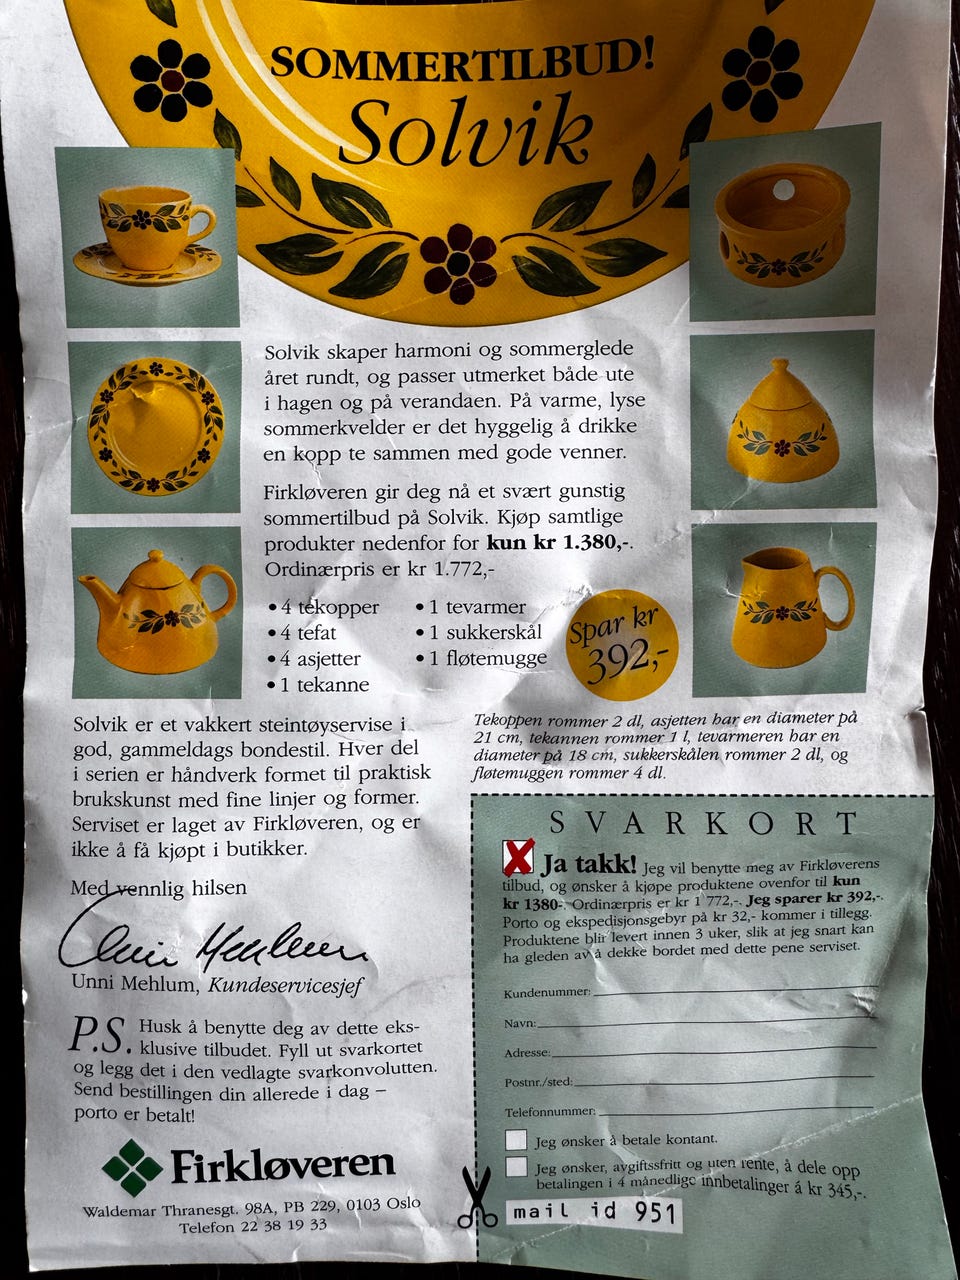 SOMMERTILBUD!
Solvik
Solvik skaper harmoni og sommerglede
året rundt, og passer utmerket både ute
i hagen og på verandaen. På varme, lyse
sommerkvelder er det hyggelig å drikke
en kopp te sammen med gode venner.
Firkløveren gir deg nå et svært gunstig
sommertilbud på Solvik. Kjøp samtlige
produkter nedenfor for kun kr 1.380,-.
Ordinærpris er kr 1.772,-
• 4 tekopper
• 4 tefat
• 4 asjetter
• 1 tekanne
• 1 tevarmer
• 1 sukkerskål
• 1 fløtemugge
Spar kr
392,-
Solvik er et vakkert steintøyservise i
god, gammeldags bondestil. Hver del
i serien er håndverk formet til praktisk
brukskunst med fine linjer og former.
Serviset er laget av Firkløveren, og er
ikke å få kjøpt i butikker.
Med vennlig hilsen
Unni Mehlum
Unni Mehlum, Kundeservicesjef
P.S. Husk å benytte deg av dette eks-
klusive tilbudet. Fyll ut svarkortet
og legg det i den vedlagte svarkonvolutten.
Send bestillingen din allerede i dag –
porto er betalt!
Firkløveren
Waldemar Thranesgt. 98A, PB 229, 0103 Oslo
Telefon 22 38 19 33
Tekoppen rommer 2 dl, asjetten har en diameter på
21 cm, tekannen rommer 1 l, tevarmeren har en
diameter på 18 cm, sukkerskålen rommer 2 dl, og
fløtemuggen rommer 4 dl.
SVARKORT
Ja takk! Jeg vil benytte meg av Firkløverens
tilbud, og ønsker å kjøpe produktene ovenfor til kun
kr 1380-. Ordinærpris er kr 1 772,-. Jeg sparer kr 392,-.
Porto og ekspedisjonsgebyr på kr 32,- kommer i tillegg.
Produktene blir levert innen 3 uker, slik at jeg snart kan
ha gleden av å dekke bordet med dette pene serviset.
Kundenummer:
Navn:
Adresse:
Postnr./sted:
Telefonnummer:
Jeg ønsker å betale kontant.
Jeg ønsker, avgiftsfritt og uten rente, å dele opp
betalingen i 4 månedlige innbetalinger á kr 345,-.
mail id 951